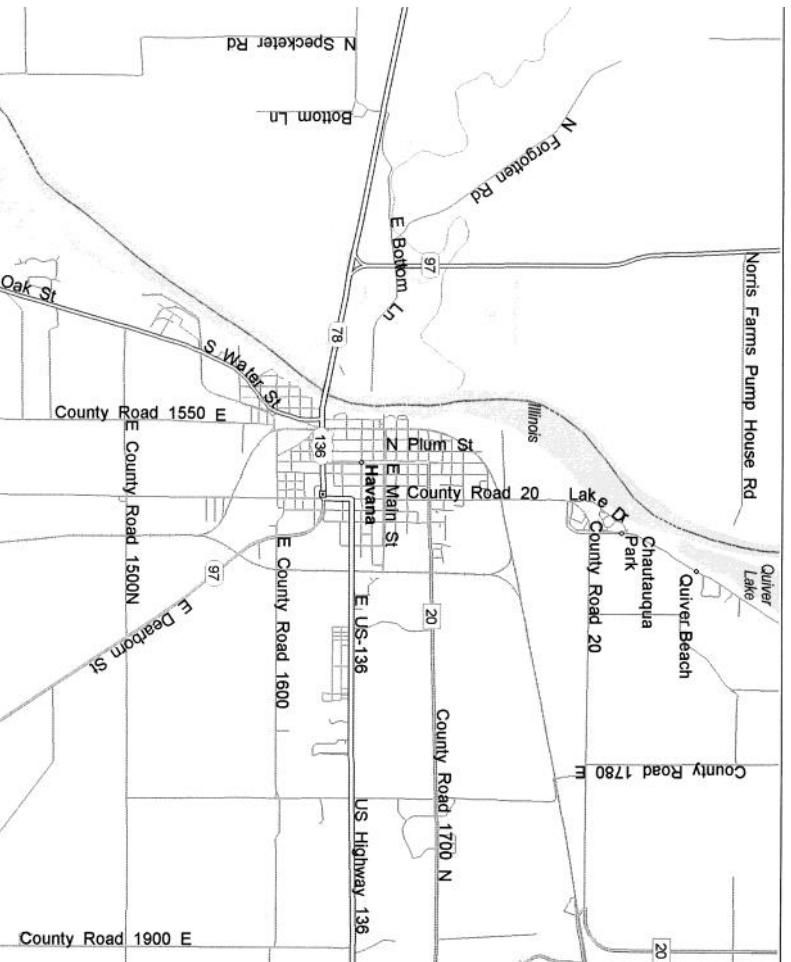 N Specketer Rd
Bottom Ln
N Forgotten Rd
E Bottom Ln
97
Norris Farms Pump House Rd
Oak St
78
S Water St
County Road 1550 E
Illinois
136
N Plum St
Havana
E Main St
County Road 20
Lake Dr
Chautauqua
Park
Quiver
Lake
Quiver Beach
E County Road 1500N
County Road 20
97
E Dearborn St
E County Road 1600
E US-136
20
County Road 1700 N
County Road 1780 E
US Highway 136
County Road 1900 E
20